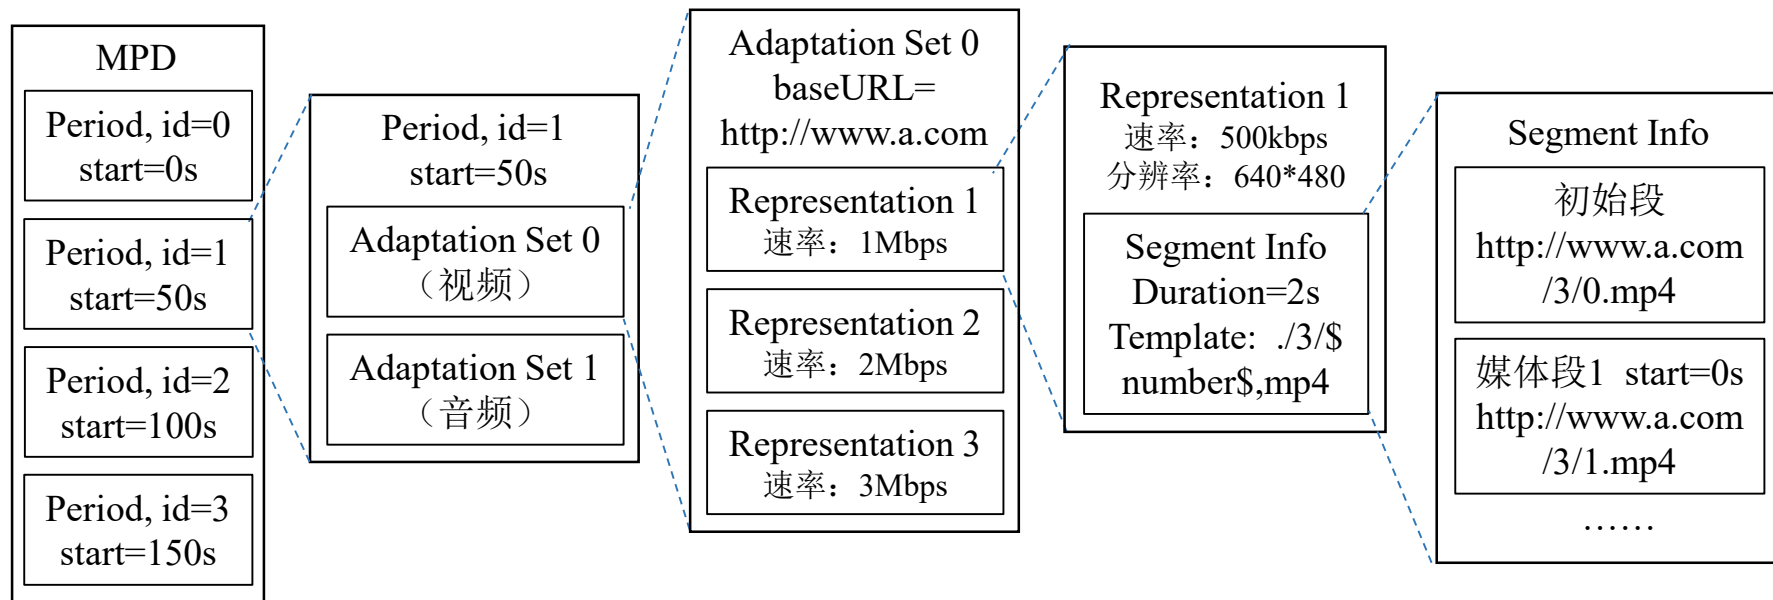 MPD
Period, id=0
start=0s
Period, id=1
start=50s
Period, id=2
start=100s
Period, id=3
start=150s
Period, id=1
start=50s
Adaptation Set 0
（视频）
Adaptation Set 1
（音频）
Adaptation Set 0
baseURL=
http://www.a.com
Representation 1
速率：1Mbps
Representation 2
速率：2Mbps
Representation 3
速率：3Mbps
Representation 1
速率：500kbps
分辨率：640*480
Segment Info
Duration=2s
Template: ./3/$
number$,mp4
Segment Info
初始段
http://www.a.com
/3/0.mp4
媒体段1 start=0s
http://www.a.com
/3/1.mp4
……